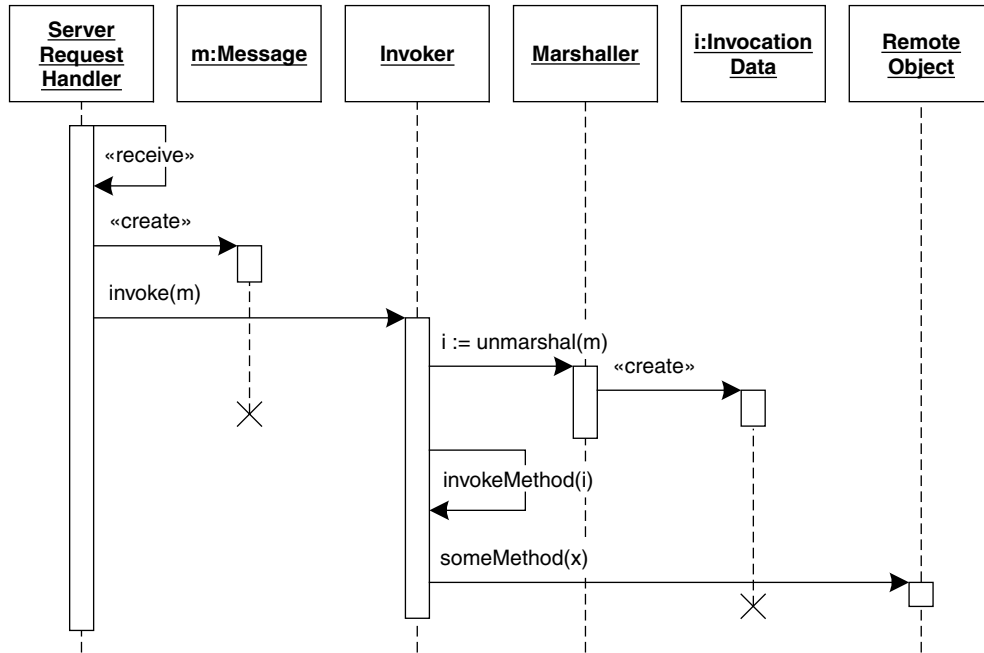 Server
Request
Handler
m:Message
Invoker
Marshaller
i:Invocation
Data
Remote
Object
«receive»
«create»
invoke(m)
i := unmarshal(m)
«create»
invokeMethod(i)
someMethod(x)